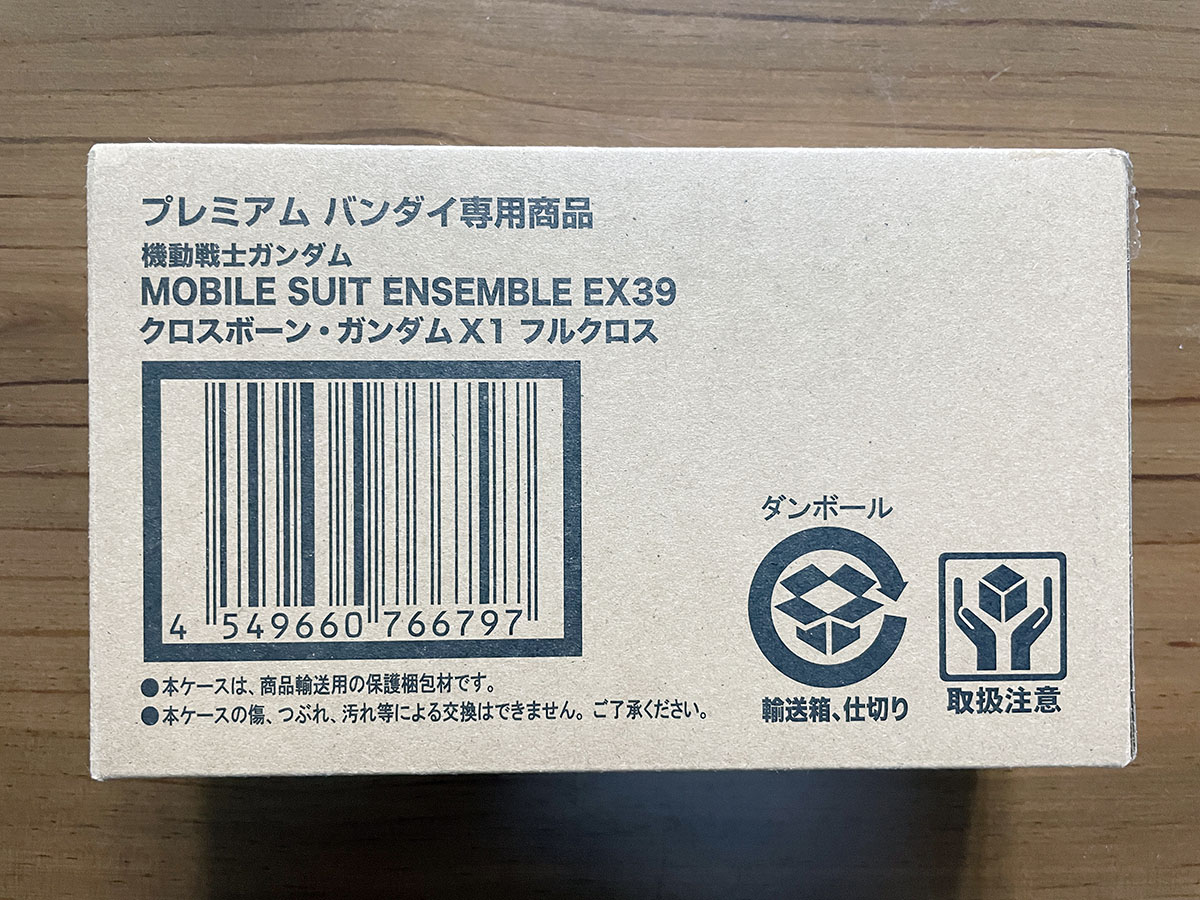 プレミアム バンダイ専用商品
機動戦士ガンダム
MOBILE SUIT ENSEMBLE EX39
クロスボーン・ガンダムX1 フルクロス
4 549660 766797
●本ケースは、商品輸送用の保護梱包材です。
●本ケースの傷、つぶれ、汚れ等による交換はできません。ご了承ください。
ダンボール
輸送箱、仕切り
取扱注意